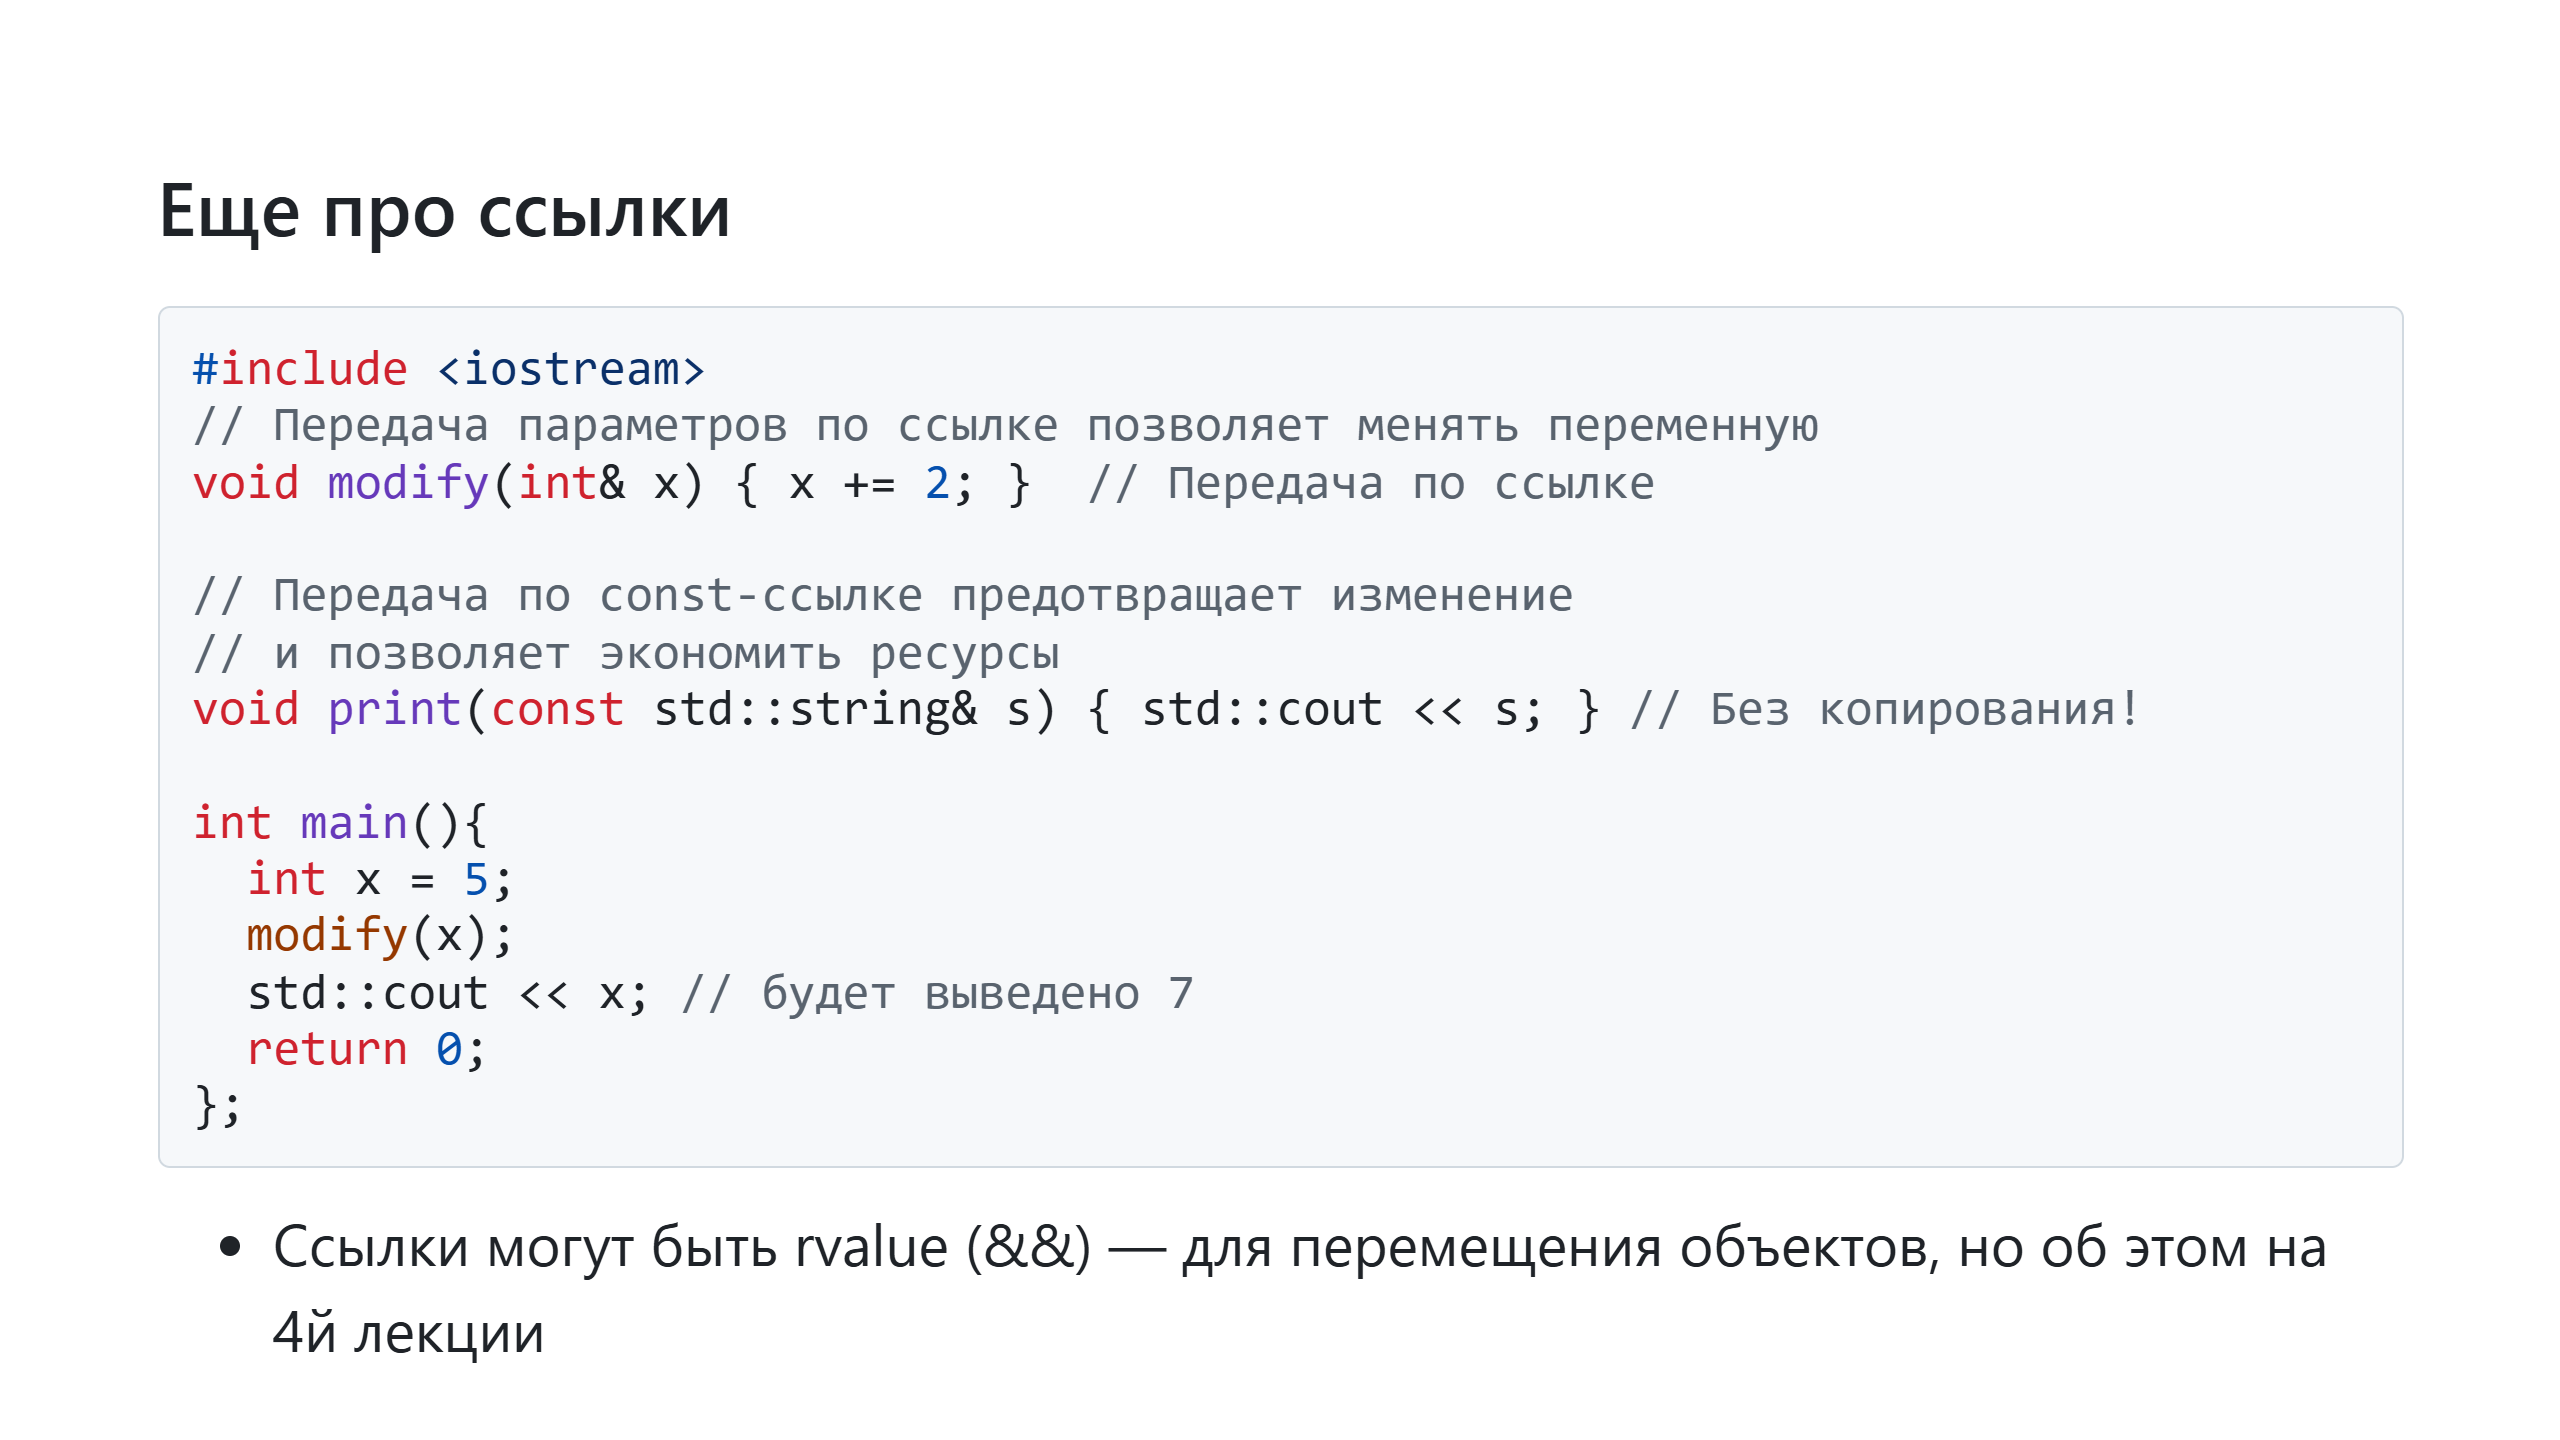 Еще про ссылки
#include <iostream>
// Передача параметров по ссылке позволяет менять переменную
void modify(int& x) { x += 2; }  // Передача по ссылке
// Передача по const-ссылке предотвращает изменение
// и позволяет экономить ресурсы
void print(const std::string& s) { std::cout << s; } // Без копирования!
int main(){
  int x = 5;
  modify(x);
  std::cout << x; // будет выведено 7
  return 0;
};
• Ссылки могут быть rvalue (&&) — для перемещения объектов, но об этом на
4й лекции